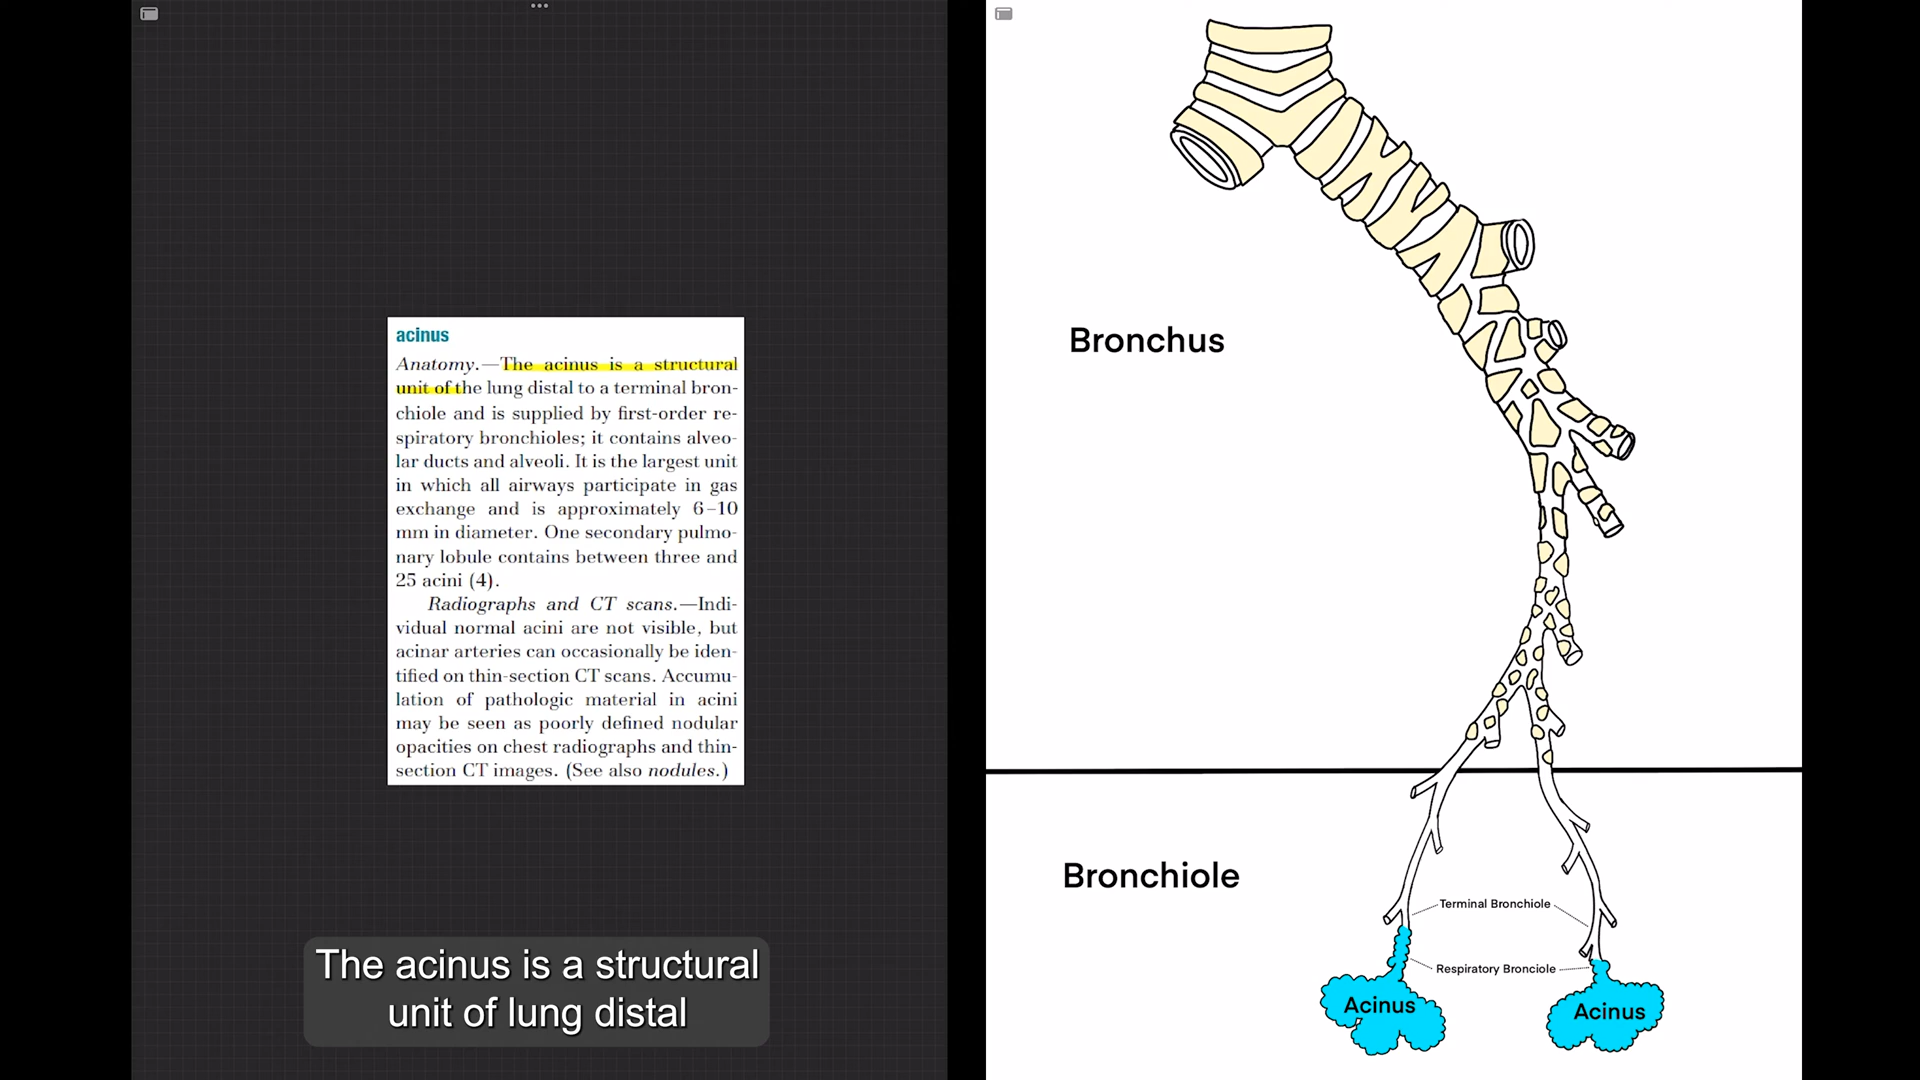 acinus
Anatomy.—The acinus is a structural
unit of the lung distal to a terminal bron-
chiole and is supplied by first-order re-
spiratory bronchioles; it contains alveo-
lar ducts and alveoli. It is the largest unit
in which all airways participate in gas
exchange and is approximately 6–10
mm in diameter. One secondary pulmo-
nary lobule contains between three and
25 acini (4).
Radiographs and CT scans.—Indi-
vidual normal acini are not visible, but
acinar arteries can occasionally be iden-
tified on thin-section CT scans. Accumu-
lation of pathologic material in acini
may be seen as poorly defined nodular
opacities on chest radiographs and thin-
section CT images. (See also nodules.)
The acinus is a structural
unit of lung distal
Bronchus
Bronchiole
Terminal Bronchiole
Respiratory Bronciole
Acinus
Acinus